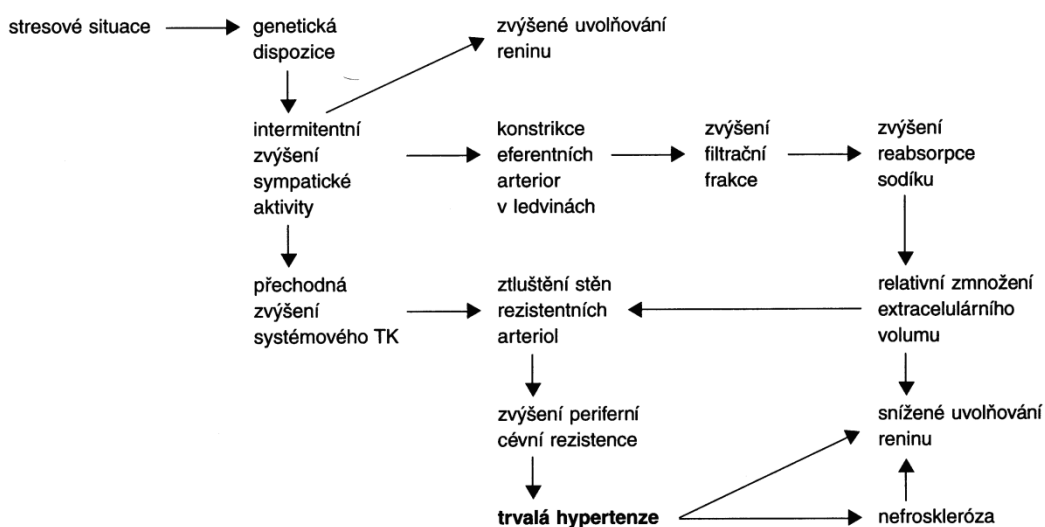 stresové situace
genetická
dispozice
zvýšené uvolňování
reninu
intermitentní
zvýšení
sympatické
aktivity
konstrikce
eferentních
arterior
v ledvinách
zvýšení
filtrační
frakce
zvýšení
reabsorpce
sodíku
přechodná
zvýšení
systémového TK
ztluštění stěn
rezistentních
arteriol
relativní zmnožení
extracelulárního
volumu
zvýšení periferní
cévní rezistence
snížené uvolňování
reninu
trvalá hypertenze
nefroskleróza